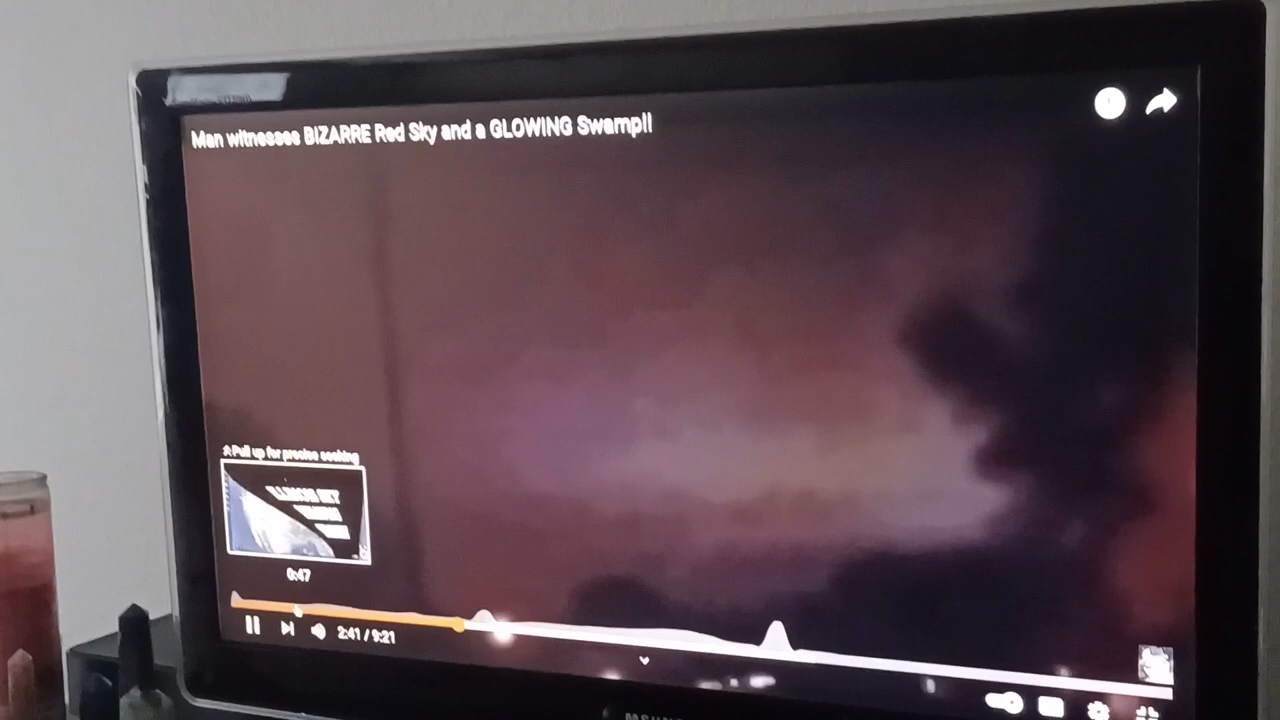 Man witnesses BIZARRE Red Sky and a GLOWING Swamp!!
Pull up for precise seeking
0:47
2:41 / 9:21